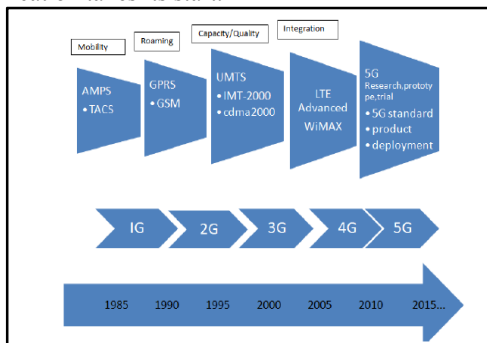 Mobility
Roaming
Capacity/Quality
Integration
AMPS
• TACS
GPRS
• GSM
UMTS
• IMT-2000
• cdma2000
LTE
Advanced
WiMAX
5G
Research,prototy
pe,trial
• 5G standard
• product
• deployment
IG
2G
3G
4G
5G
1985
1990
1995
2000
2005
2010
2015...